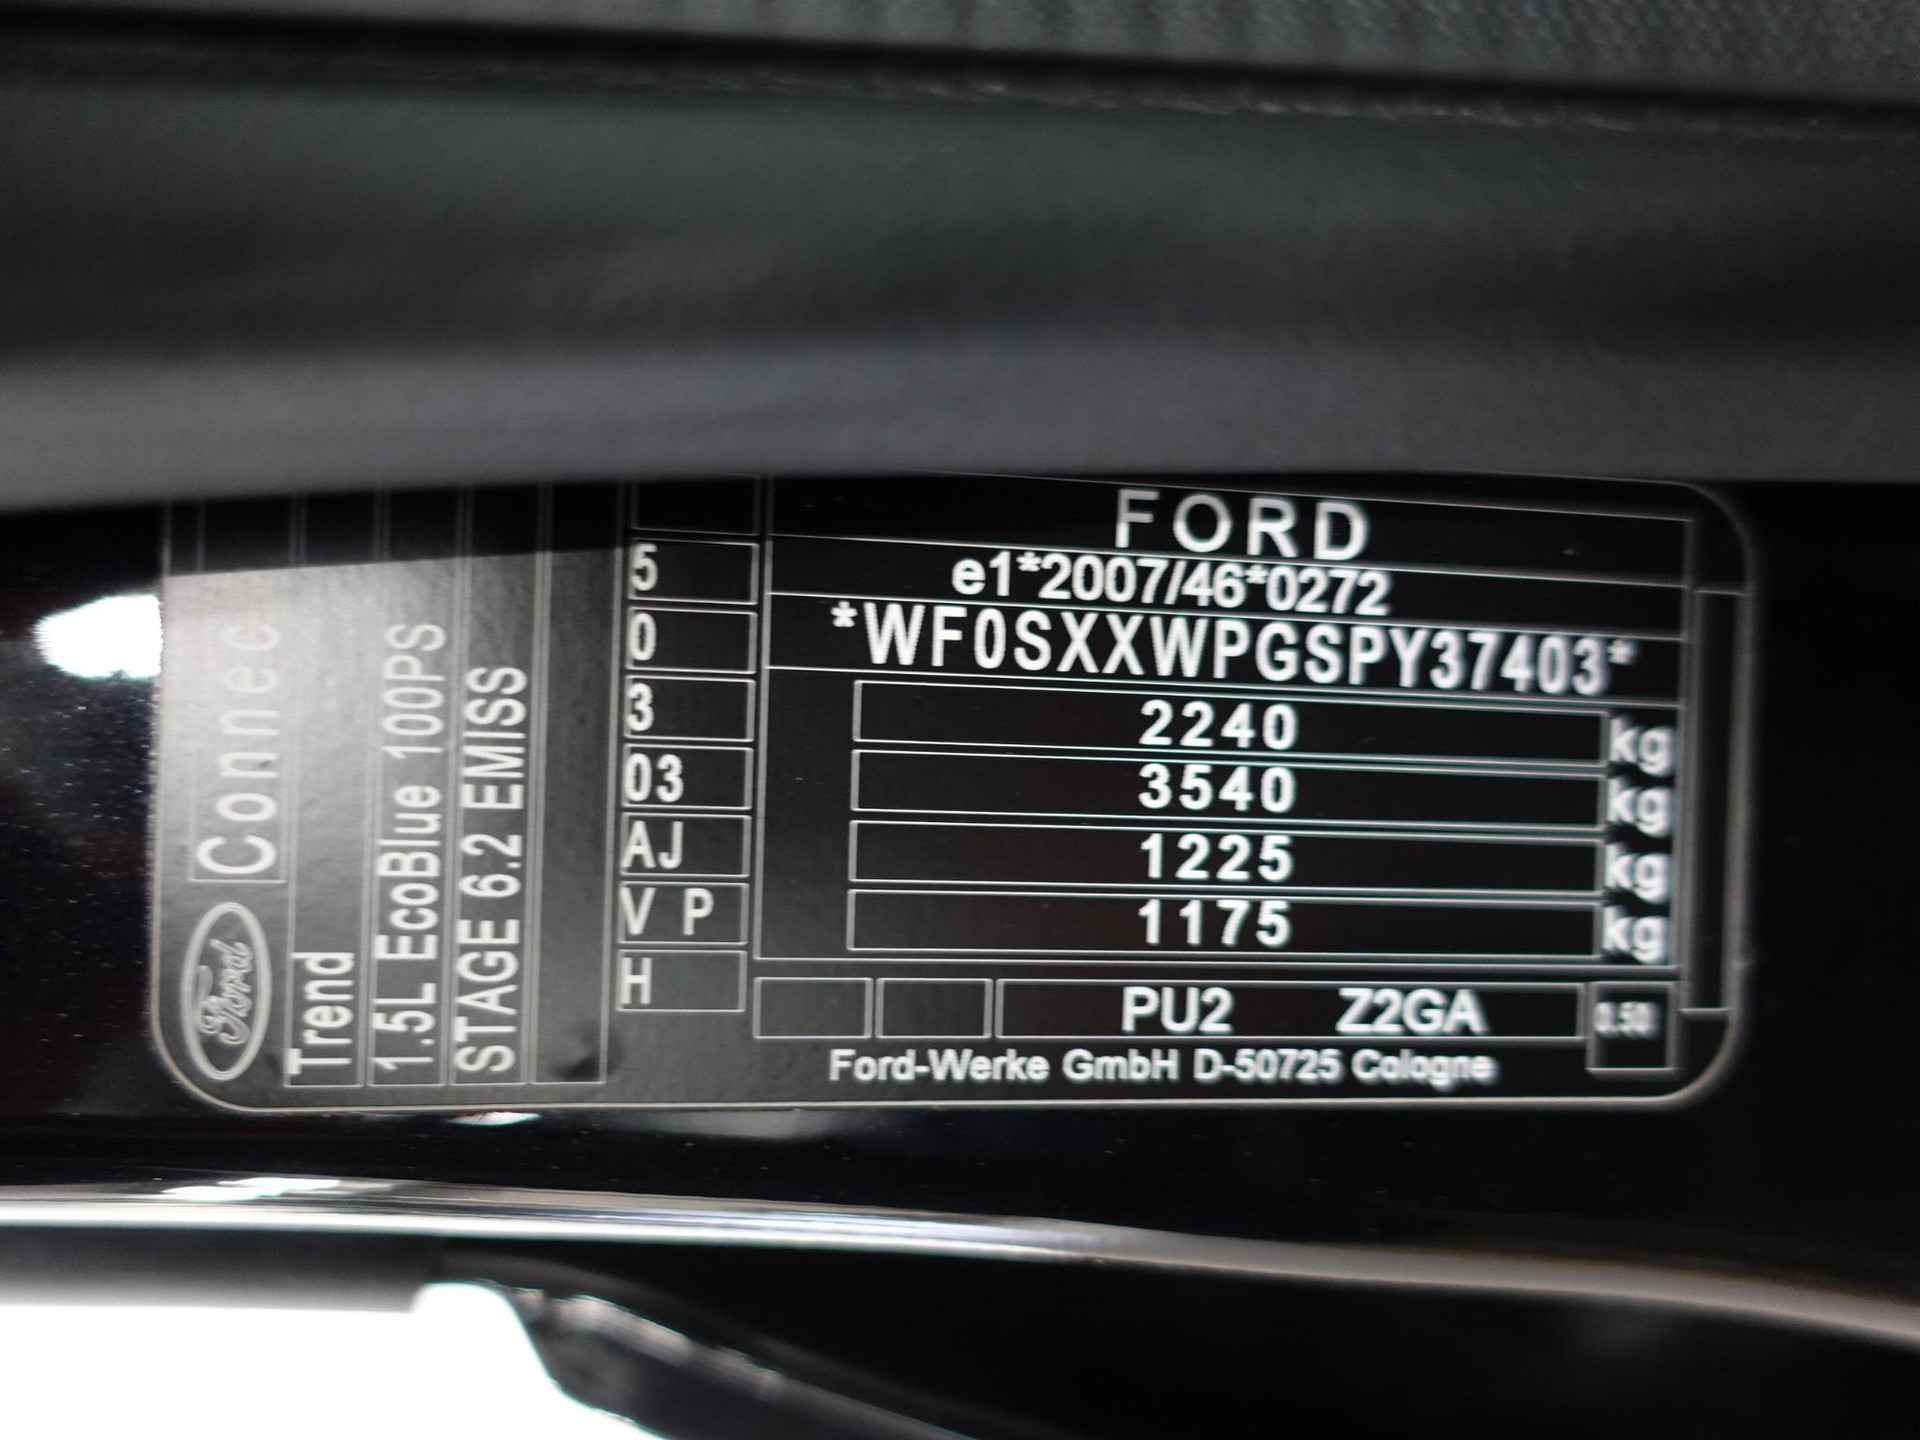 FORD
e1*2007/46*0272
*WF0SXXWPGSPY37403*
2240 kg
3540 kg
1225 kg
1175 kg
PU2 Z2GA
0.50
Ford-Werke GmbH D-50725 Cologne
5
0
3
03
AJ
V P
H
Ford Connec
Trend
1.5L EcoBlue 100PS
STAGE 6.2 EMISS